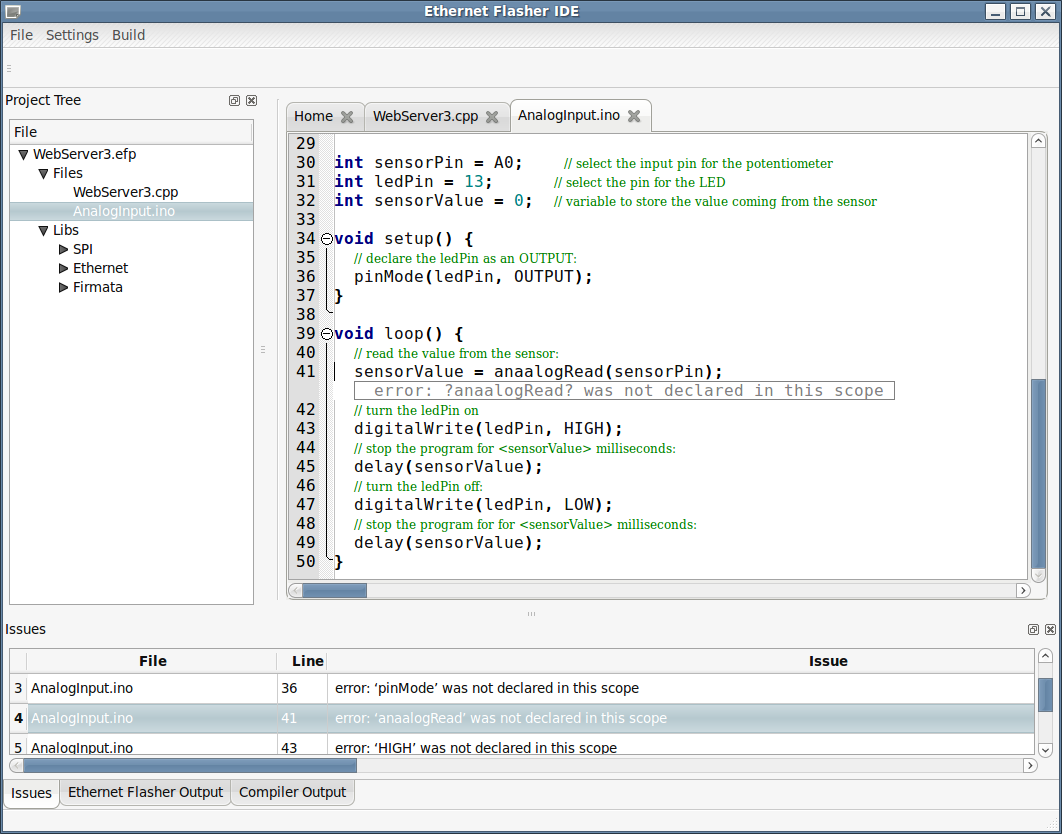 Ethernet Flasher IDE
File Settings Build
Project Tree
File
WebServer3.efp
Files
WebServer3.cpp
AnalogInput.ino
Libs
SPI
Ethernet
Firmata
Home WebServer3.cpp AnalogInput.ino
29
30 int sensorPin = A0; // select the input pin for the potentiometer
31 int ledPin = 13; // select the pin for the LED
32 int sensorValue = 0; // variable to store the value coming from the sensor
33
34 void setup() {
35 // declare the ledPin as an OUTPUT:
36 pinMode(ledPin, OUTPUT);
37 }
38
39 void loop() {
40 // read the value from the sensor:
41 sensorValue = anaalogRead(sensorPin);
error: ?anaalogRead? was not declared in this scope
42 // turn the ledPin on
43 digitalWrite(ledPin, HIGH);
44 // stop the program for <sensorValue> milliseconds:
45 delay(sensorValue);
46 // turn the ledPin off:
47 digitalWrite(ledPin, LOW);
48 // stop the program for for <sensorValue> milliseconds:
49 delay(sensorValue);
50 }
Issues
File Line Issue
3 AnalogInput.ino 36 error: ‘pinMode’ was not declared in this scope
4 AnalogInput.ino 41 error: ‘anaalogRead’ was not declared in this scope
5 AnalogInput.ino 43 error: ‘HIGH’ was not declared in this scope
Issues Ethernet Flasher Output Compiler Output